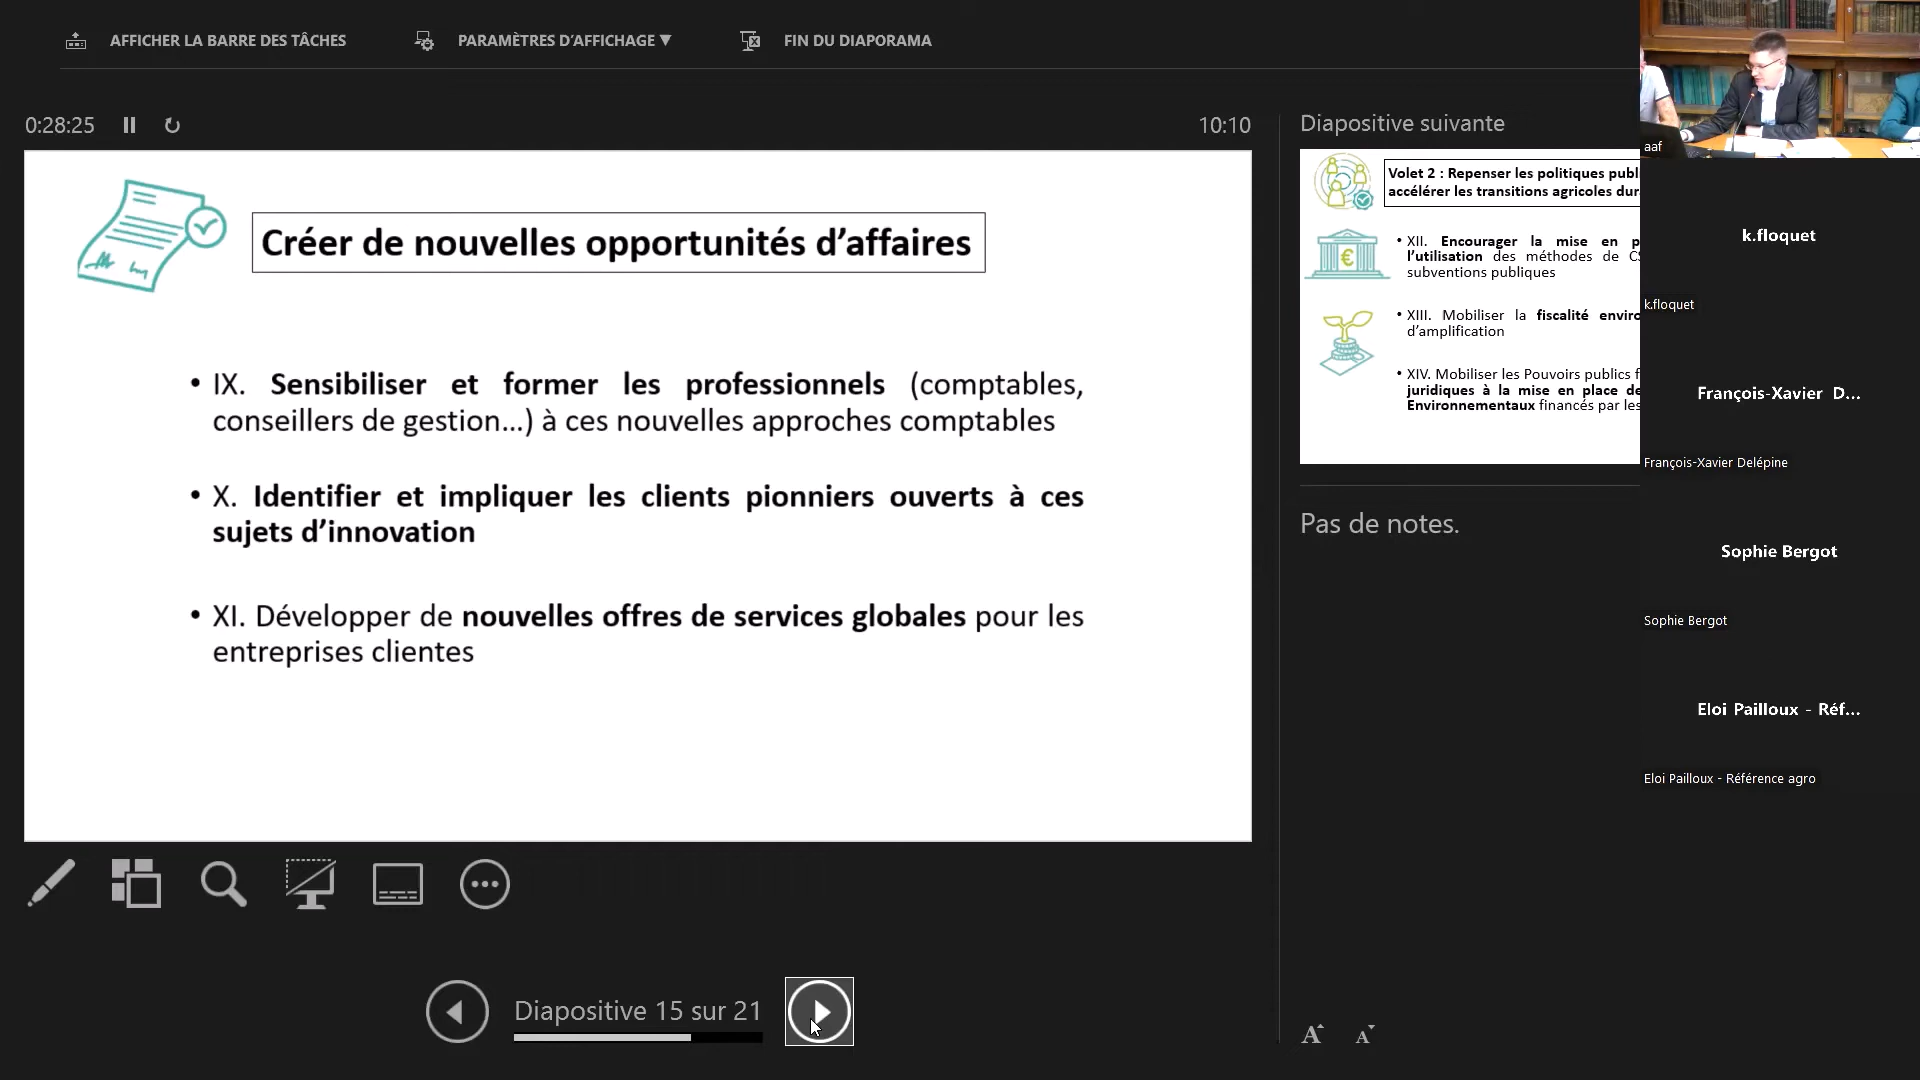 AFFICHER LA BARRE DES TÂCHES
PARAMÈTRES D'AFFICHAGE ▼
FIN DU DIAPORAMA
0:28:25
10:10
Créer de nouvelles opportunités d’affaires
• IX. Sensibiliser et former les professionnels (comptables,
conseillers de gestion...) à ces nouvelles approches comptables
• X. Identifier et impliquer les clients pionniers ouverts à ces
sujets d’innovation
• XI. Développer de nouvelles offres de services globales pour les
entreprises clientes
Diapositive 15 sur 21
Diapositive suivante
Volet 2 : Repenser les politiques publ
accélérer les transitions agricoles dur
• XII. Encourager la mise en p
l’utilisation des méthodes de C
subventions publiques
• XIII. Mobiliser la fiscalité enviro
d’amplification
• XIV. Mobiliser les Pouvoirs publics f
juridiques à la mise en place de
Environnementaux financés par les
Pas de notes.
aaf
k.floquet
k.floquet
François-Xavier D...
François-Xavier Delépine
Sophie Bergot
Sophie Bergot
Eloi Pailloux - Réf...
Eloi Pailloux - Référence agro